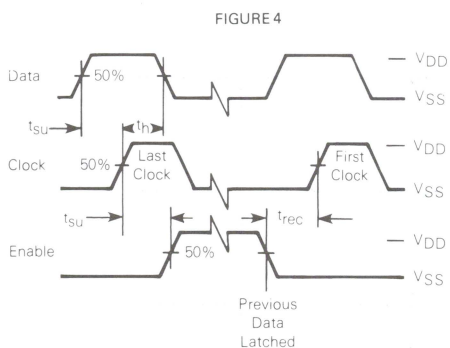 FIGURE 4
Data
50%
VDD
VSS
tsu
th
Clock
50%
Last
Clock
First
Clock
VDD
VSS
tsu
trec
Enable
50%
VDD
VSS
Previous
Data
Latched